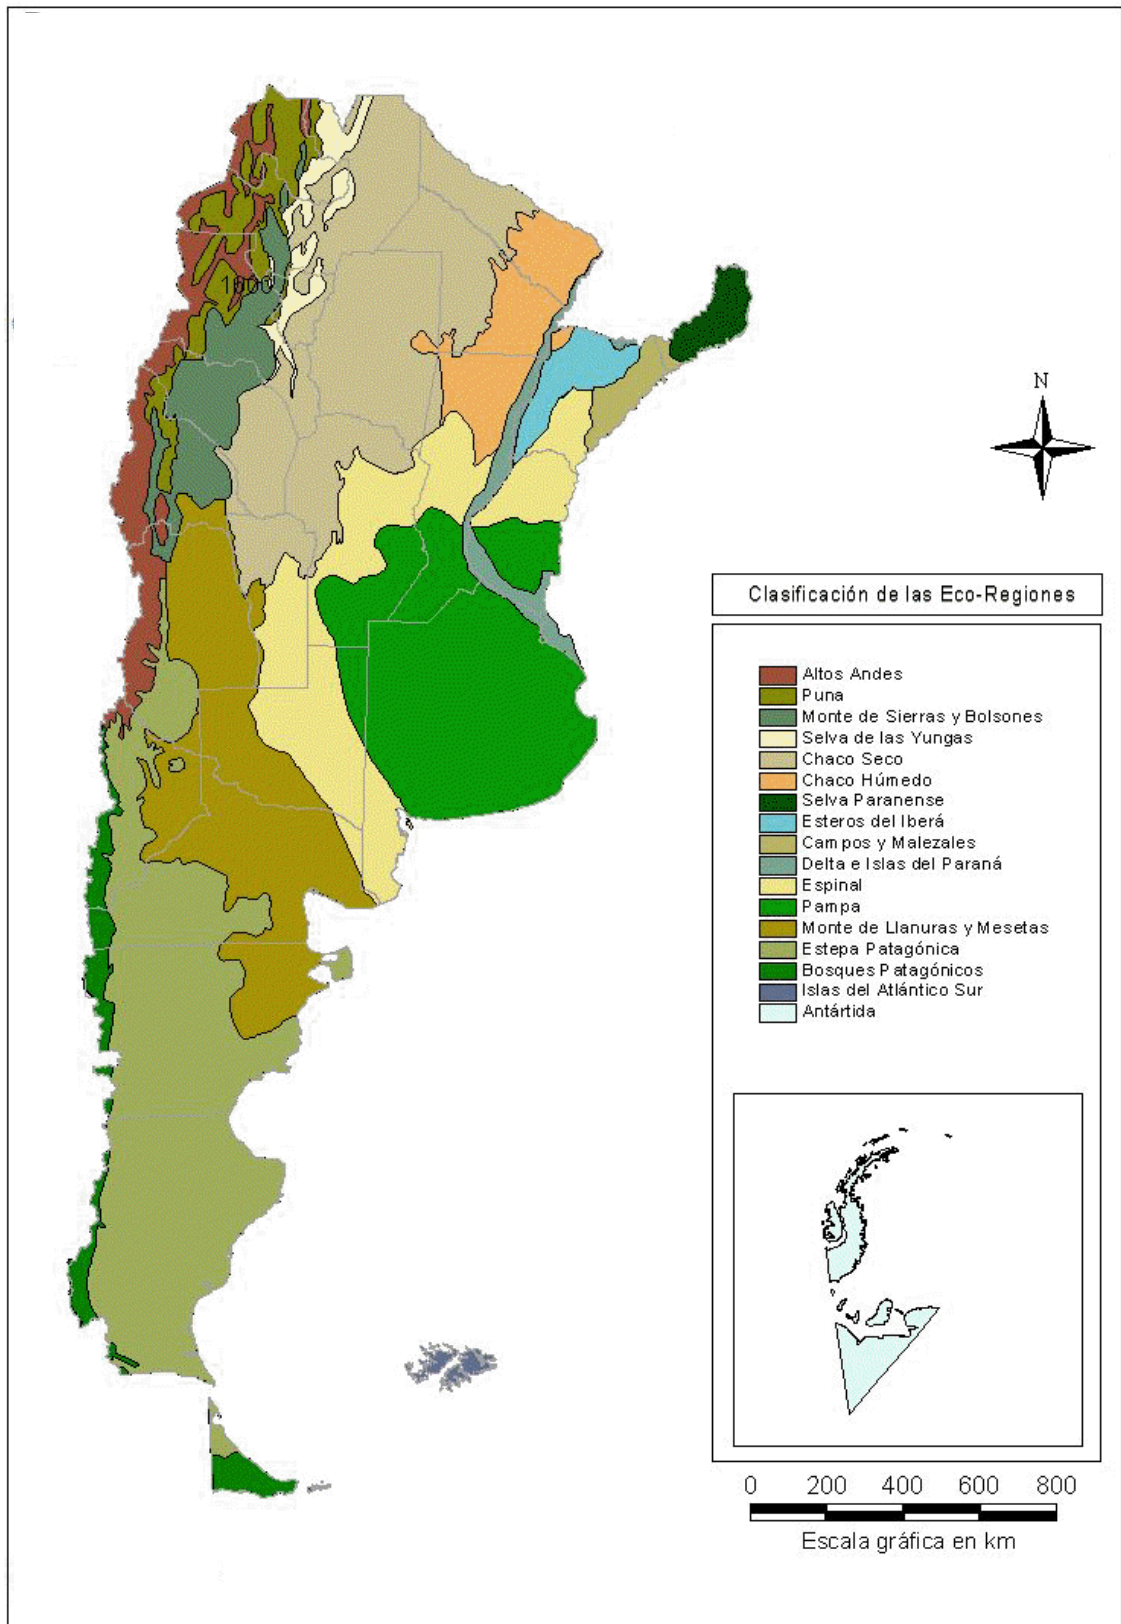 1600
N
Clasificación de las Eco-Regiones
Altos Andes
Puna
Monte de Sierras y Bolsones
Selva de las Yungas
Chaco Seco
Chaco Húmedo
Selva Paranense
Esteros del Iberá
Campos y Malezales
Delta e Islas del Paraná
Espinal
Pampa
Monte de Llanuras y Mesetas
Estepa Patagónica
Bosques Patagónicos
Islas del Atlántico Sur
Antártida
0 200 400 600 800
Escala gráfica en km